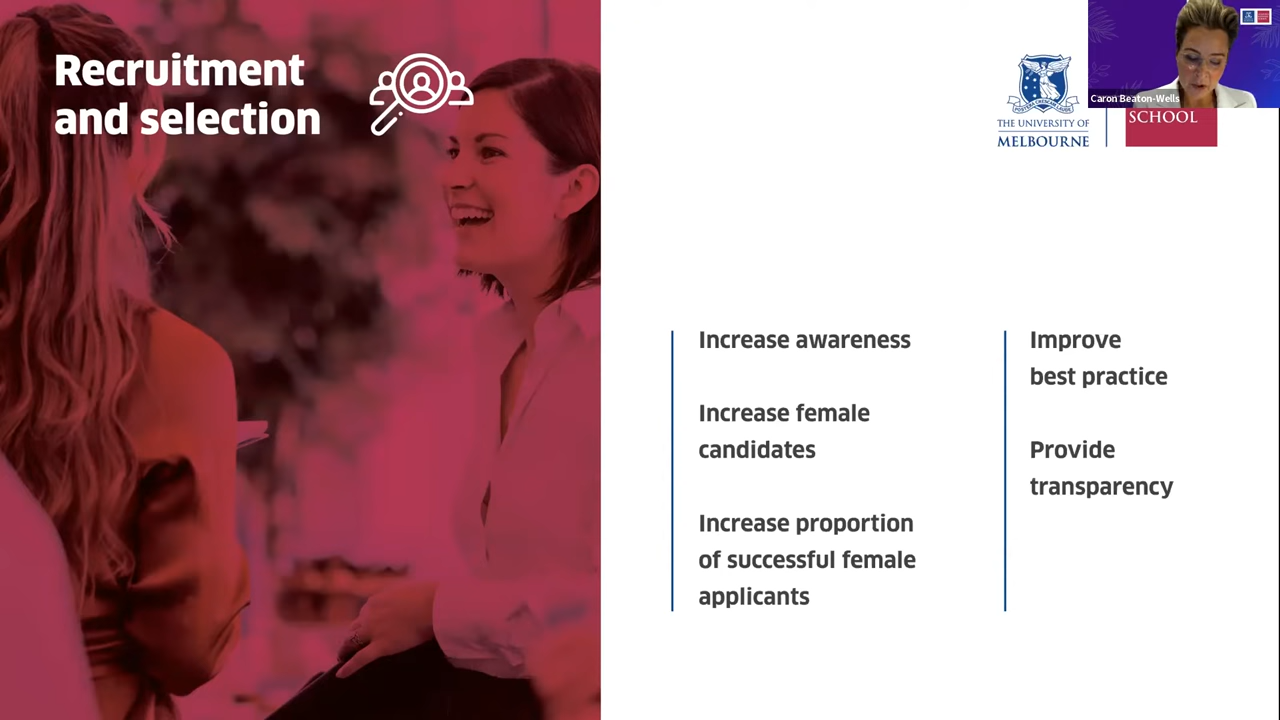 Recruitment
and selection
THE UNIVERSITY OF
MELBOURNE
SCHOOL
Caron Beaton-Wells
Increase awareness
Increase female
candidates
Increase proportion
of successful female
applicants
Improve
best practice
Provide
transparency